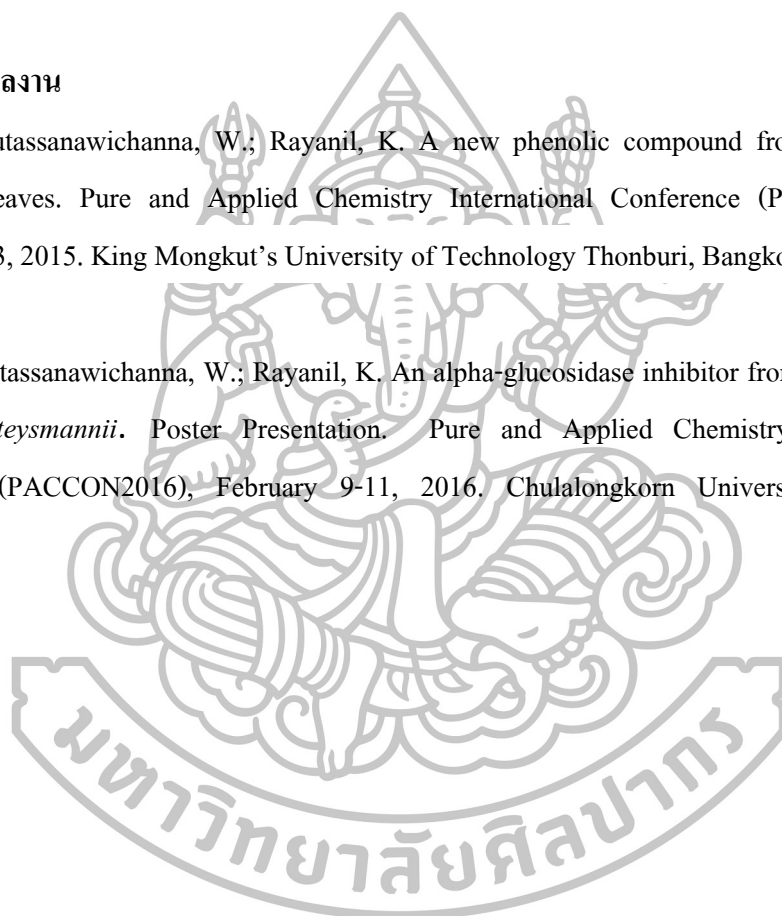 ลงาน
utassanawichanna, W.; Rayanil, K. A new phenolic compound fro
eaves. Pure and Applied Chemistry International Conference (P
3, 2015. King Mongkut's University of Technology Thonburi, Bangko
tassanawichanna, W.; Rayanil, K. An alpha-glucosidase inhibitor from
teysmannii. Poster Presentation. Pure and Applied Chemistry
(PACCON2016), February 9-11, 2016. Chulalongkorn Univers
มหาวิทยาลัยศิลปากร